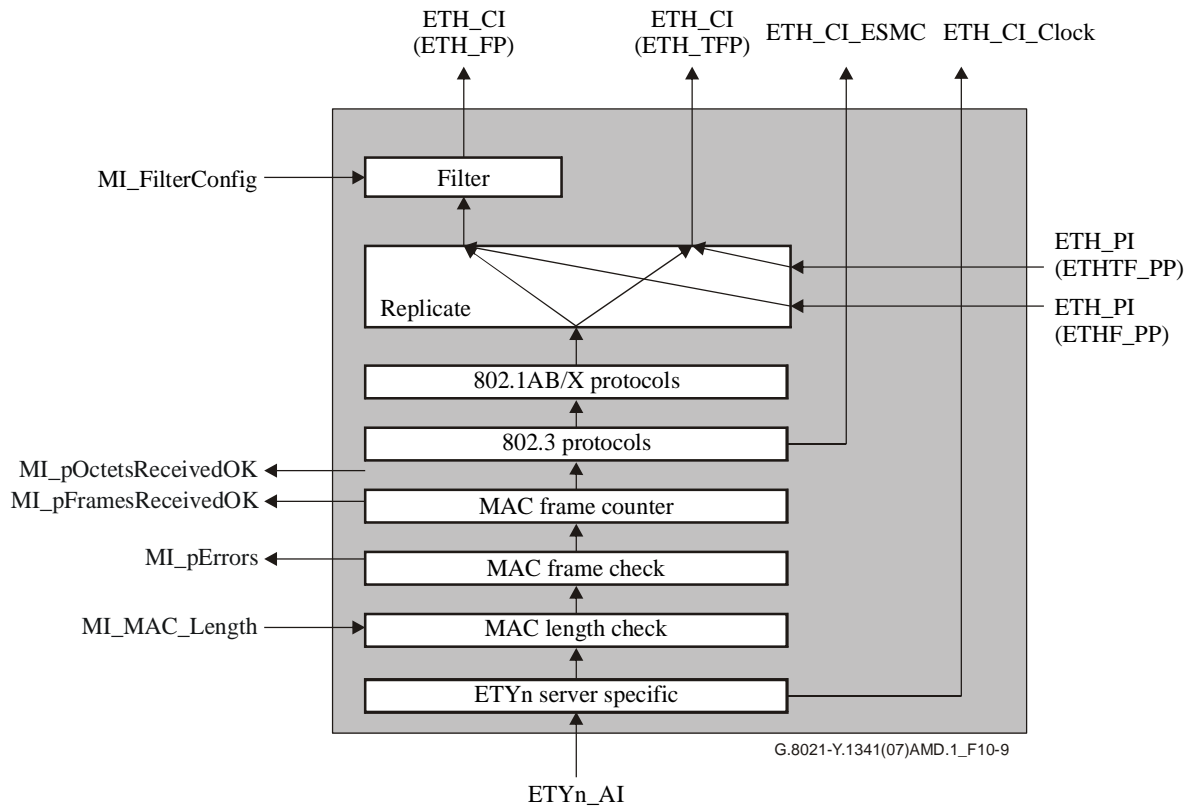 ETH_CI
(ETH_FP)
ETH_CI
(ETH_TFP)
ETH_CI_ESMC
ETH_CI_Clock
MI_FilterConfig
Filter
ETH_PI
(ETHTF_PP)
Replicate
ETH_PI
(ETHF_PP)
802.1AB/X protocols
802.3 protocols
MI_pOctetsReceivedOK
MI_pFramesReceivedOK
MAC frame counter
MI_pErrors
MAC frame check
MI_MAC_Length
MAC length check
ETYn server specific
G.8021-Y.1341(07)AMD.1_F10-9
ETYn_AI